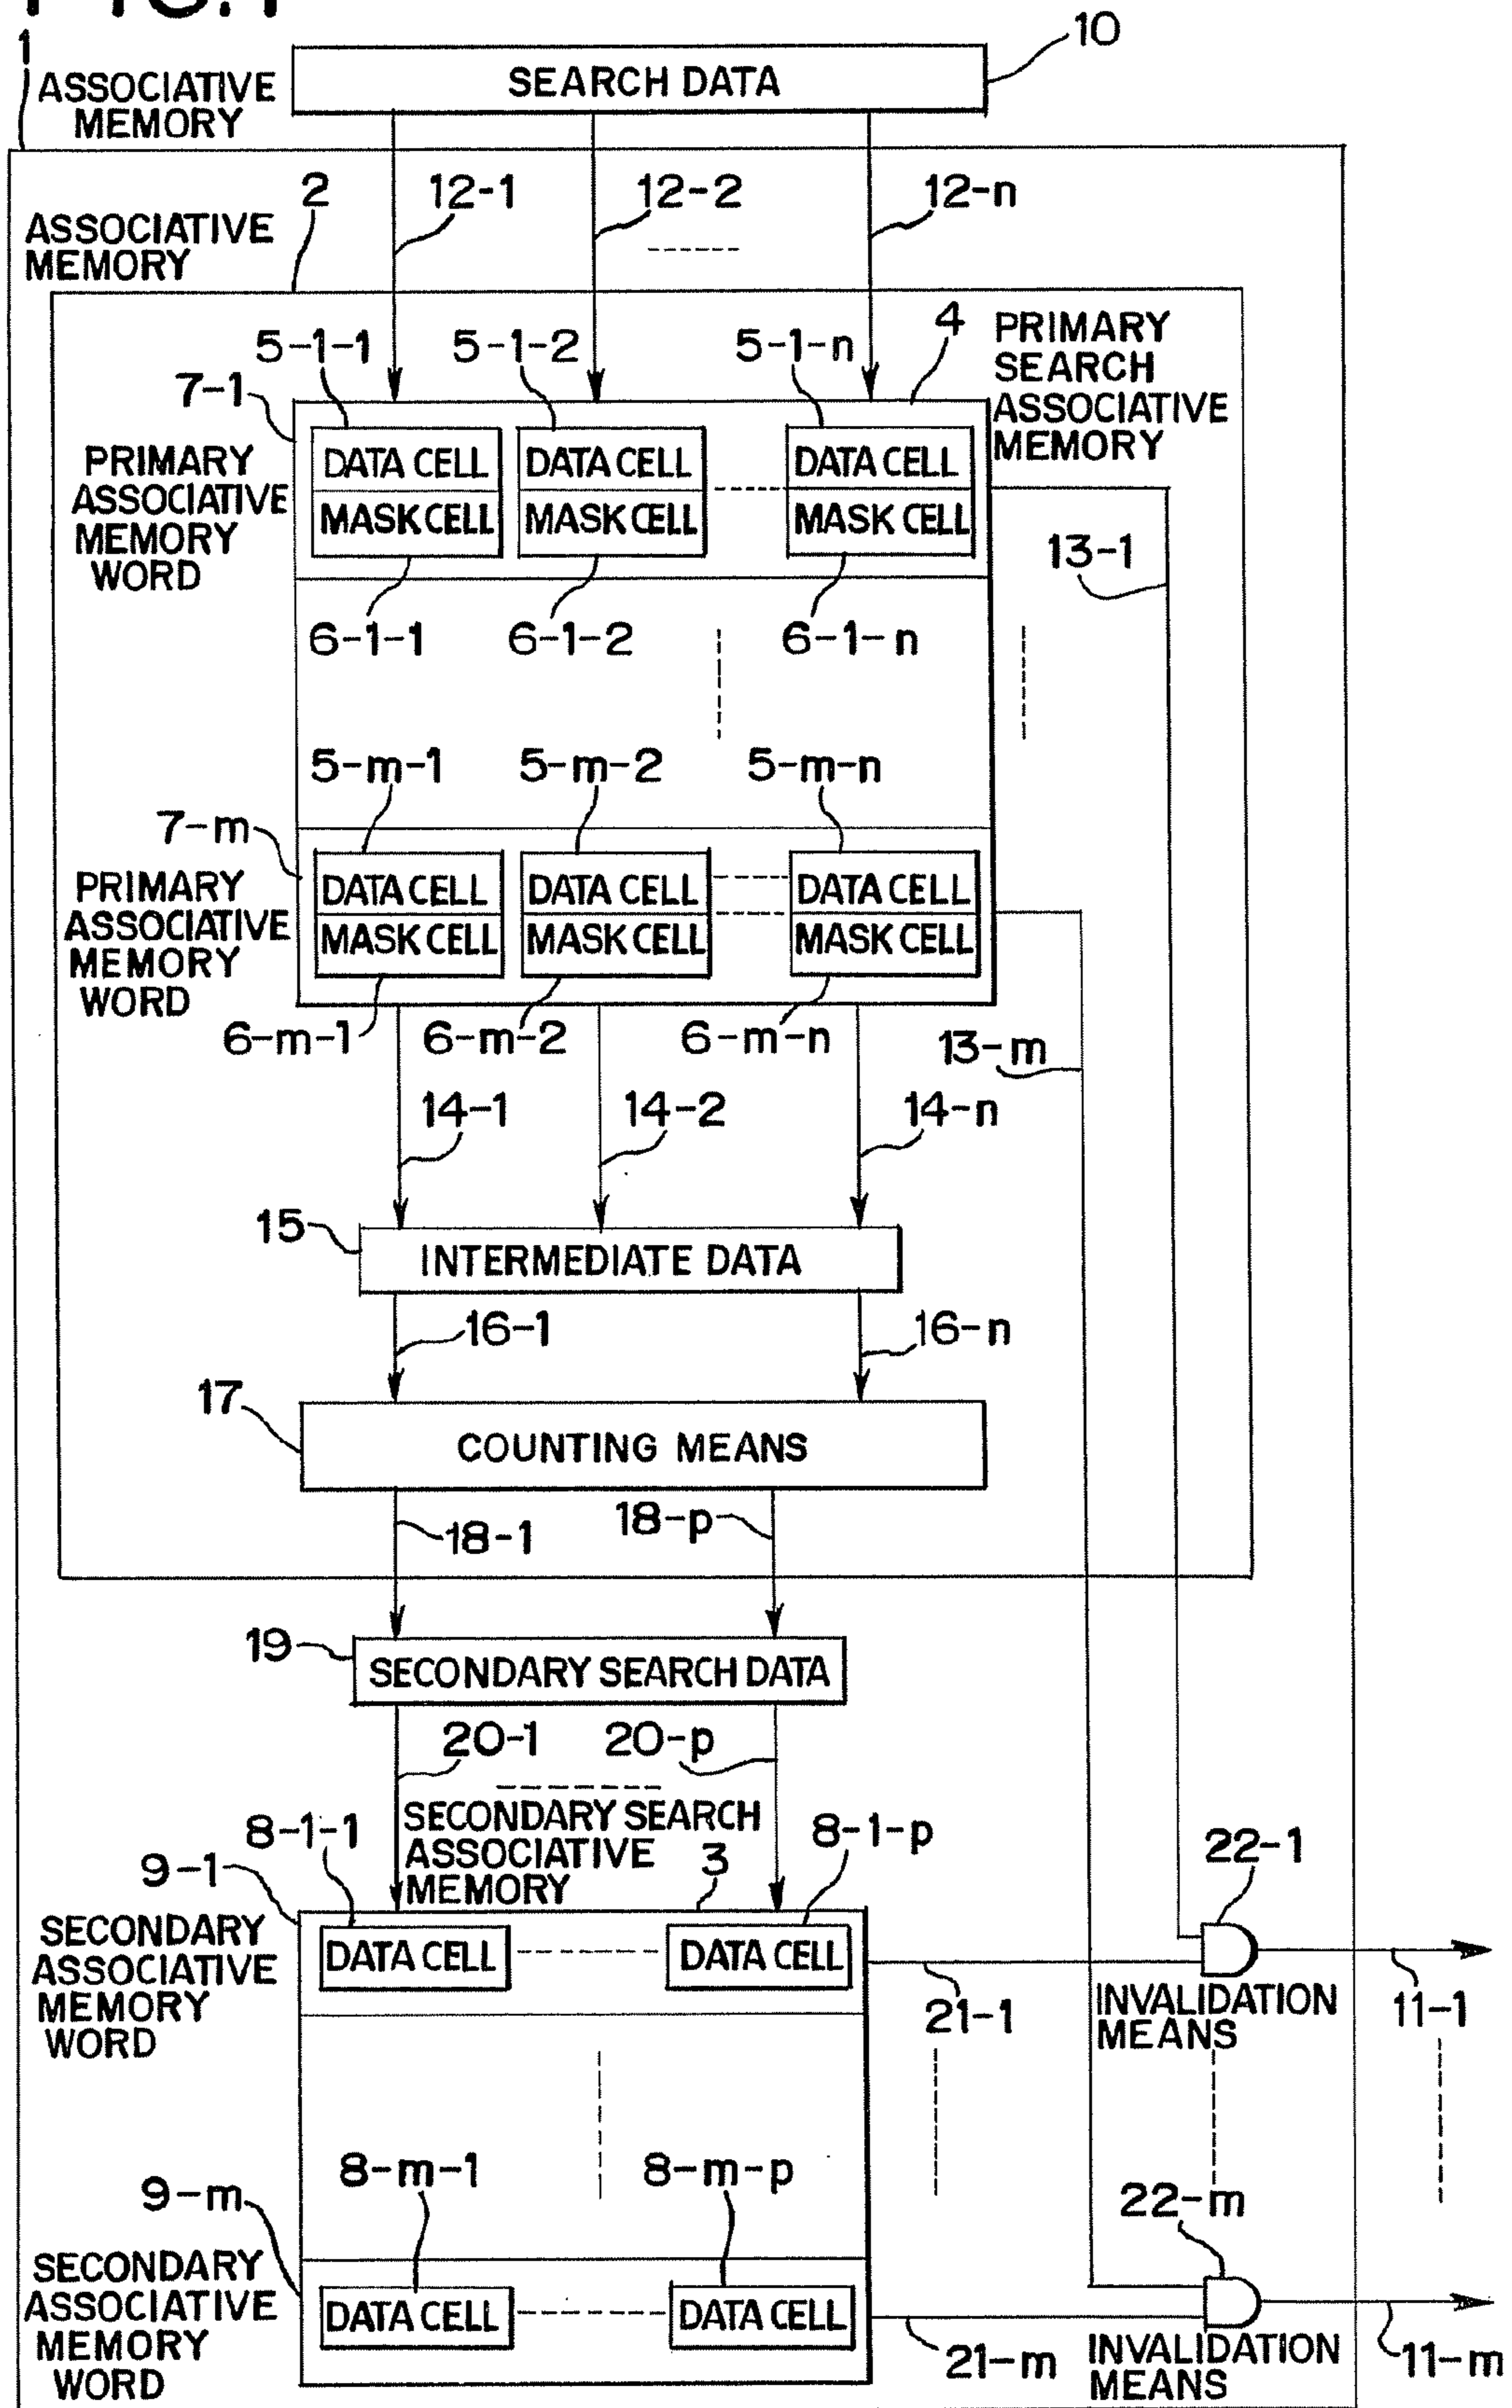 FIG.1
1
ASSOCIATIVE
MEMORY
SEARCH DATA
10
2
12-1
12-2
12-n
ASSOCIATIVE
MEMORY
5-1-1
5-1-2
5-1-n
4
PRIMARY
SEARCH
ASSOCIATIVE
MEMORY
7-1
PRIMARY
ASSOCIATIVE
MEMORY
WORD
DATA CELL
MASK CELL
DATA CELL
MASK CELL
DATA CELL
MASK CELL
13-1
6-1-1
6-1-2
6-1-n
5-m-1
5-m-2
5-m-n
7-m
PRIMARY
ASSOCIATIVE
MEMORY
WORD
DATA CELL
MASK CELL
DATA CELL
MASK CELL
DATA CELL
MASK CELL
6-m-1
6-m-2
6-m-n
13-m
14-1
14-2
14-n
15
INTERMEDIATE DATA
16-1
16-n
17
COUNTING MEANS
18-1
18-p
19
SECONDARY SEARCH DATA
20-1
20-p
SECONDARY SEARCH
ASSOCIATIVE
MEMORY
3
8-1-1
8-1-p
22-1
9-1
SECONDARY
ASSOCIATIVE
MEMORY
WORD
DATA CELL
DATA CELL
21-1
INVALIDATION
MEANS
11-1
8-m-1
8-m-p
22-m
9-m
SECONDARY
ASSOCIATIVE
MEMORY
WORD
DATA CELL
DATA CELL
21-m
INVALIDATION
MEANS
11-m